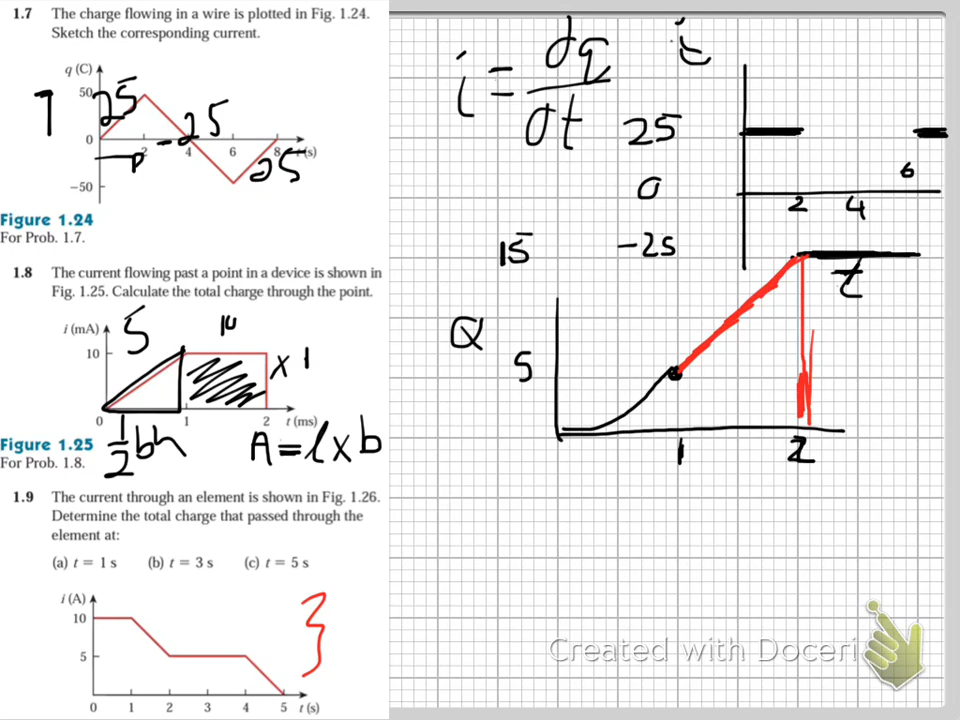 1.7 The charge flowing in a wire is plotted in Fig. 1.24.
Sketch the corresponding current.
q (C)
50
0
-50
2 4 6 8 t (s)
25
-25
25
Figure 1.24
For Prob. 1.7.
1.8 The current flowing past a point in a device is shown in
Fig. 1.25. Calculate the total charge through the point.
i (mA)
10
0 1 2 t (ms)
5
10
x 1
Figure 1.25
For Prob. 1.8.
1/2 bh
A = l x b
1.9 The current through an element is shown in Fig. 1.26.
Determine the total charge that passed through the
element at:
(a) t = 1 s (b) t = 3 s (c) t = 5 s
i (A)
10
5
0 1 2 3 4 5 t (s)
i = dq/dt
i
25
0
-25
15
2 4 6
t
Q
5
1 2
Created with Doceri